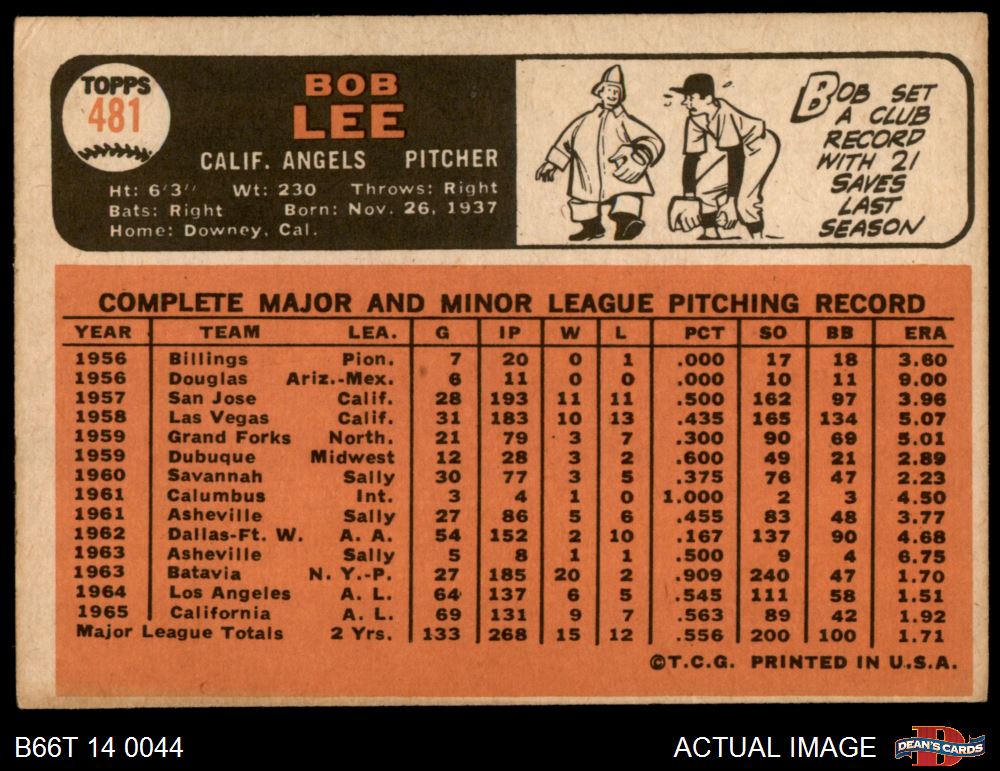 TOPPS
481
BOB
LEE
CALIF. ANGELS PITCHER
Ht: 6'3'' Wt: 230 Throws: Right
Bats: Right Born: Nov. 26, 1937
Home: Downey, Cal.
BOB SET
A CLUB
RECORD
WITH 21
SAVES
LAST
SEASON
COMPLETE MAJOR AND MINOR LEAGUE PITCHING RECORD
YEAR TEAM LEA. G IP W L PCT SO BB ERA
1956 Billings Pion. 7 20 0 1 .000 17 18 3.60
1956 Douglas Ariz.-Mex. 6 11 0 0 .000 10 11 9.00
1957 San Jose Calif. 28 193 11 11 .500 162 97 3.96
1958 Las Vegas Calif. 31 183 10 13 .435 165 134 5.07
1959 Grand Forks North. 21 79 3 7 .300 90 69 5.01
1959 Dubuque Midwest 12 28 3 2 .600 49 21 2.89
1960 Savannah Sally 30 77 3 5 .375 76 47 2.23
1961 Calumbus Int. 3 4 1 0 1.000 2 3 4.50
1961 Asheville Sally 27 86 5 6 .455 83 48 3.77
1962 Dallas-Ft. W. A. A. 54 152 2 10 .167 137 90 4.68
1963 Asheville Sally 5 8 1 1 .500 9 4 6.75
1963 Batavia N. Y.-P. 27 185 20 2 .909 240 47 1.70
1964 Los Angeles A. L. 64 137 6 5 .545 111 58 1.51
1965 California A. L. 69 131 9 7 .563 89 42 1.92
Major League Totals 2 Yrs. 133 268 15 12 .556 200 100 1.71
©T.C.G. PRINTED IN U.S.A.
B66T 14 0044 ACTUAL IMAGE D DEAN'S CARDS